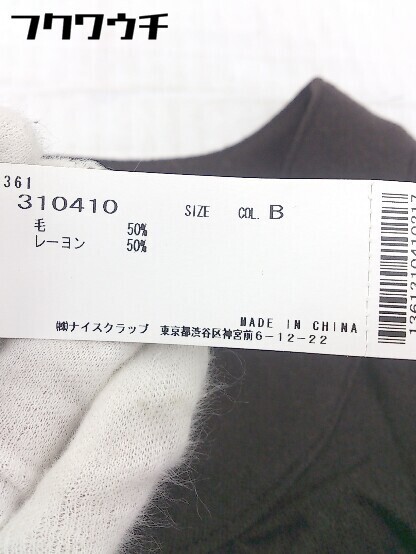 フクワウチ
361
310410
SIZE COL. B
毛 50%
レーヨン 50%
MADE IN CHINA
㈱ナイスクラップ 東京都渋谷区神宮前6-12-22
1361310410217